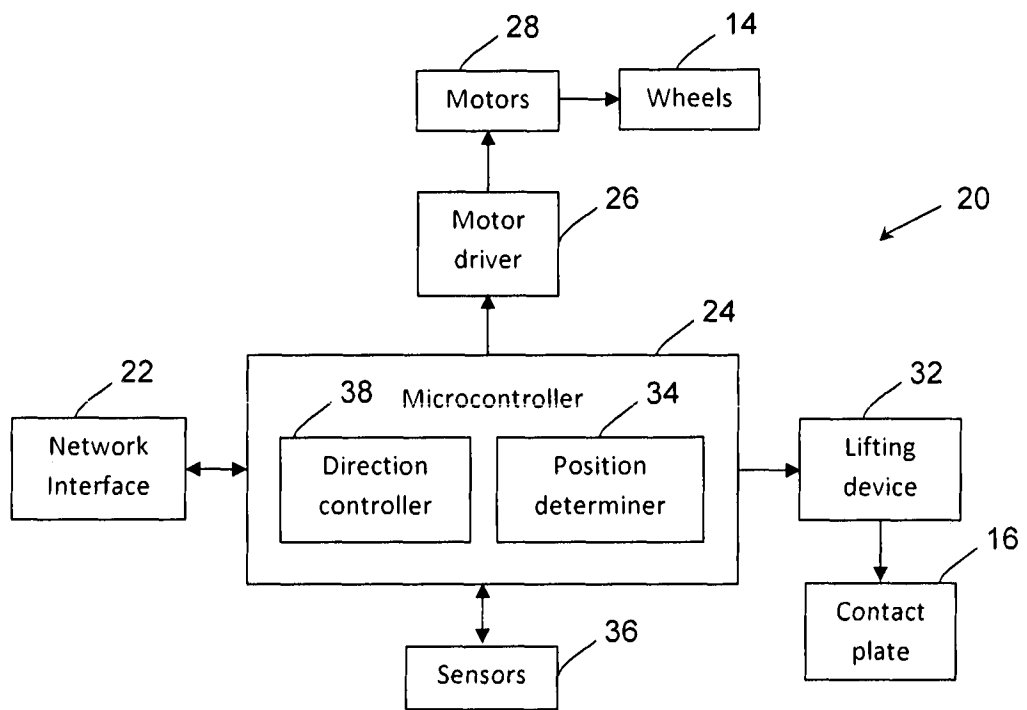 28
14
Motors
Wheels
26
20
Motor
driver
24
22
38
Microcontroller
34
32
Network
Interface
Direction
controller
Position
determiner
Lifting
device
16
36
Contact
plate
Sensors